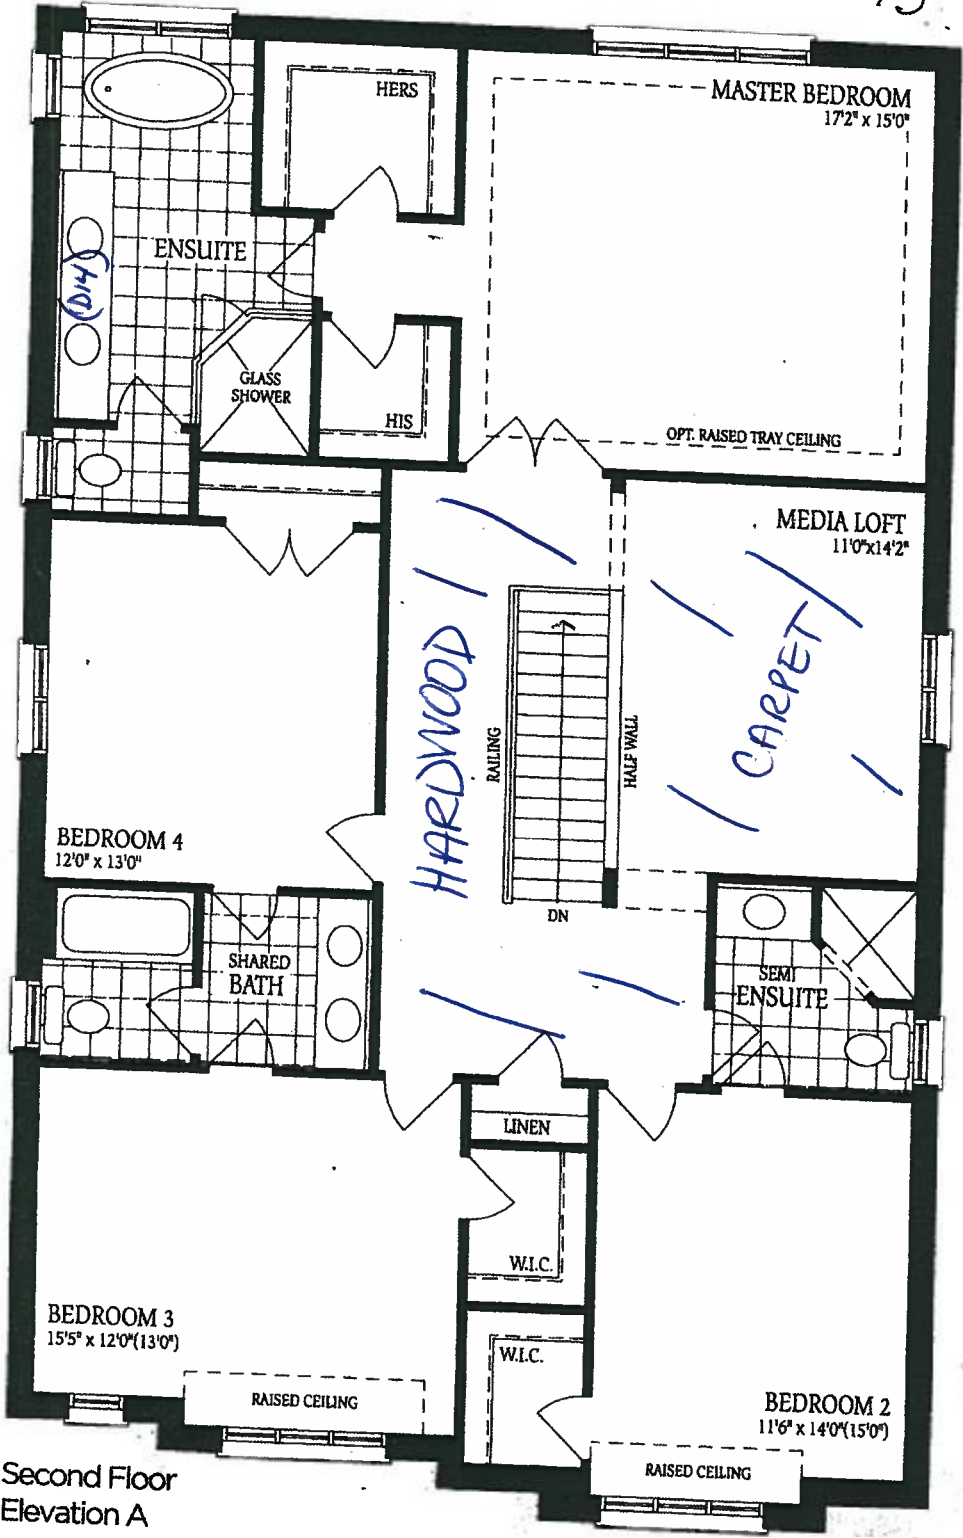 HERS
MASTER BEDROOM
17'2" x 15'0"
ENSUITE
(D14)
GLASS
SHOWER
HIS
OPT. RAISED TRAY CEILING
MEDIA LOFT
11'0"x14'2"
HARDWOOD
CARPET
RAILING
HALF WALL
BEDROOM 4
12'0" x 13'0"
DN
SHARED
BATH
SEMI
ENSUITE
LINEN
W.I.C.
BEDROOM 3
15'5" x 12'0"(13'0")
RAISED CEILING
W.I.C.
BEDROOM 2
11'6" x 14'0"(15'0")
RAISED CEILING
Second Floor
Elevation A